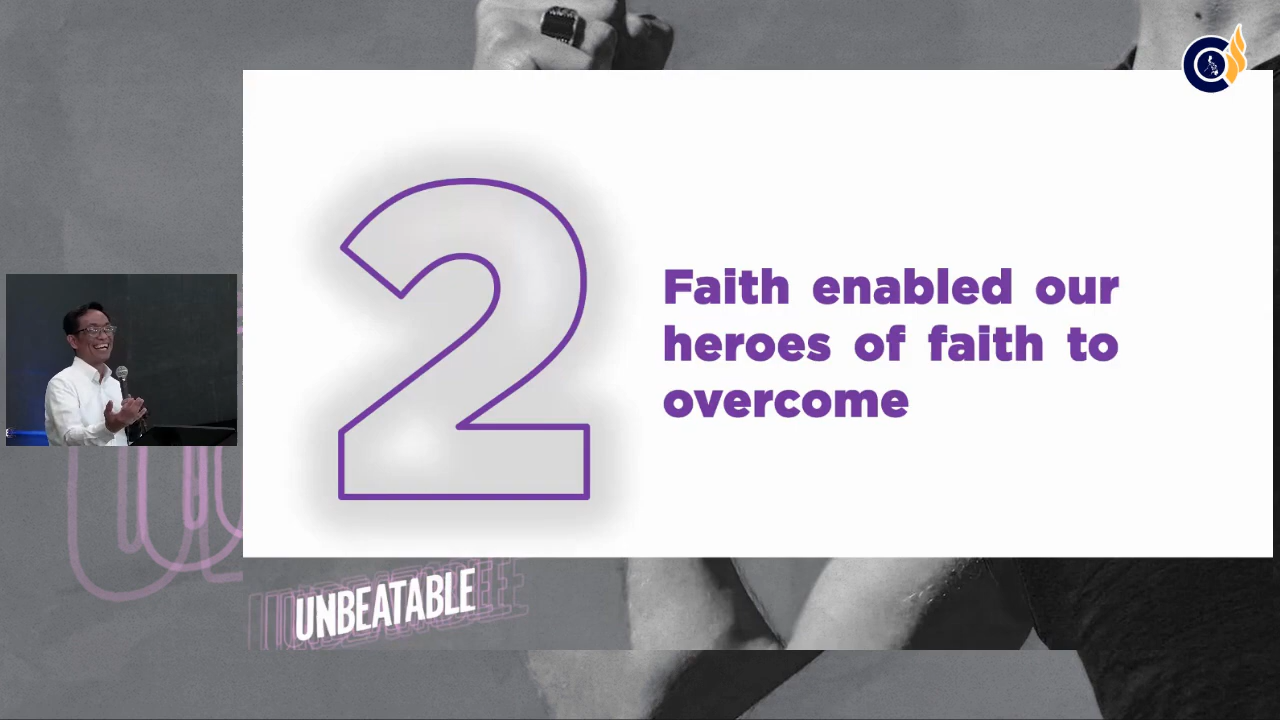 2
Faith enabled our
heroes of faith to
overcome
UNBEATABLE